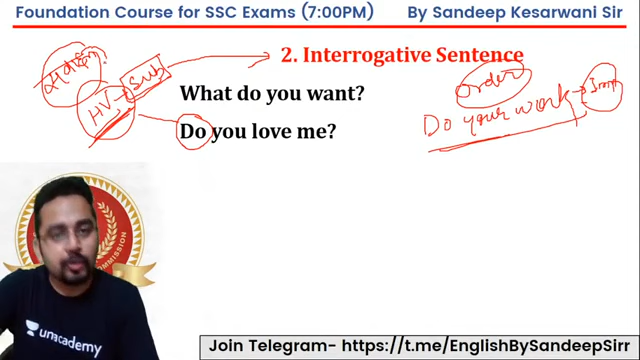 Foundation Course for SSC Exams (7:00PM) By Sandeep Kesarwani Sir
2. Interrogative Sentence
HV + Sub
What do you want?
Do you love me?
Order
Do your work
Imp
COMMISSION
unacademy
Join Telegram- https://t.me/EnglishBySandeepSirr